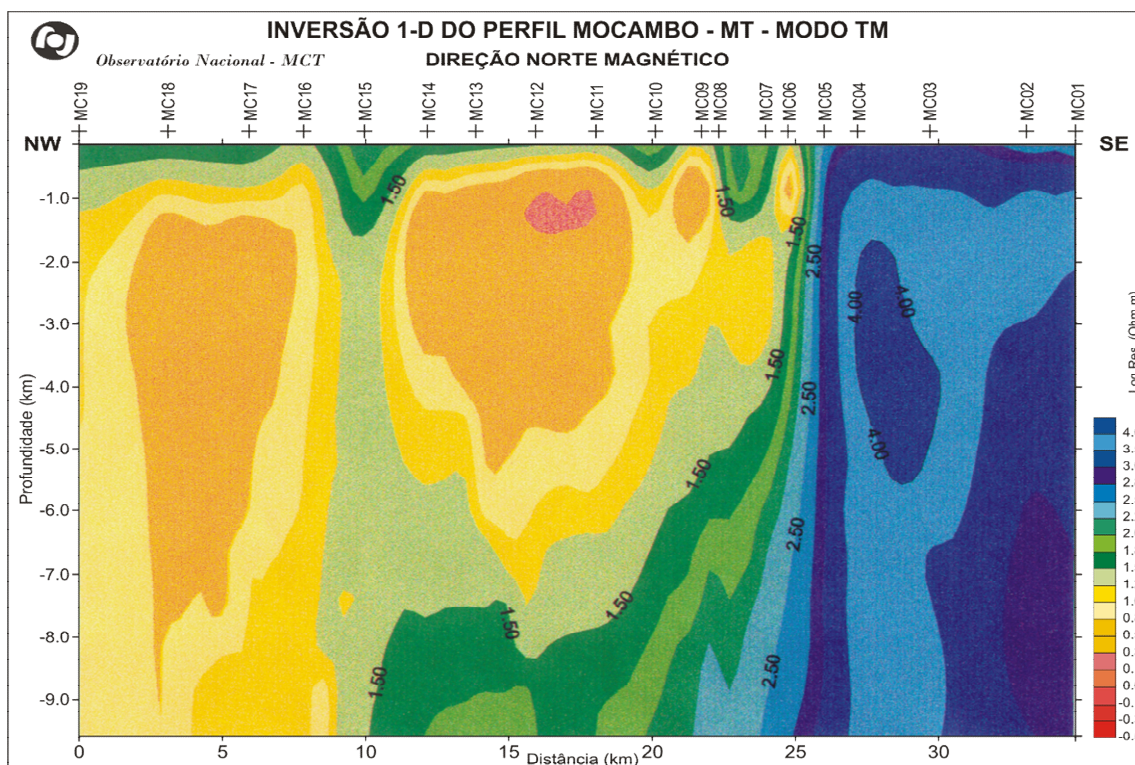 INVERSÃO 1-D DO PERFIL MOCAMBO - MT - MODO TM
Observatório Nacional - MCT
DIREÇÃO NORTE MAGNÉTICO
MC19 MC18 MC17 MC16 MC15 MC14 MC13 MC12 MC11 MC10 MC09 MC08 MC07 MC06 MC05 MC04 MC03 MC02 MC01
NW
SE
Profundidade (km)
-1.0
-2.0
-3.0
-4.0
-5.0
-6.0
-7.0
-8.0
-9.0
1.50
1.50
1.50
2.50
4.00
4.00
1.50
2.50
4.00
1.50
2.50
1.50
1.50
2.50
1.50
0 5 10 15 20 25 30
Distância (km)
Log Res. (Ohm.m)